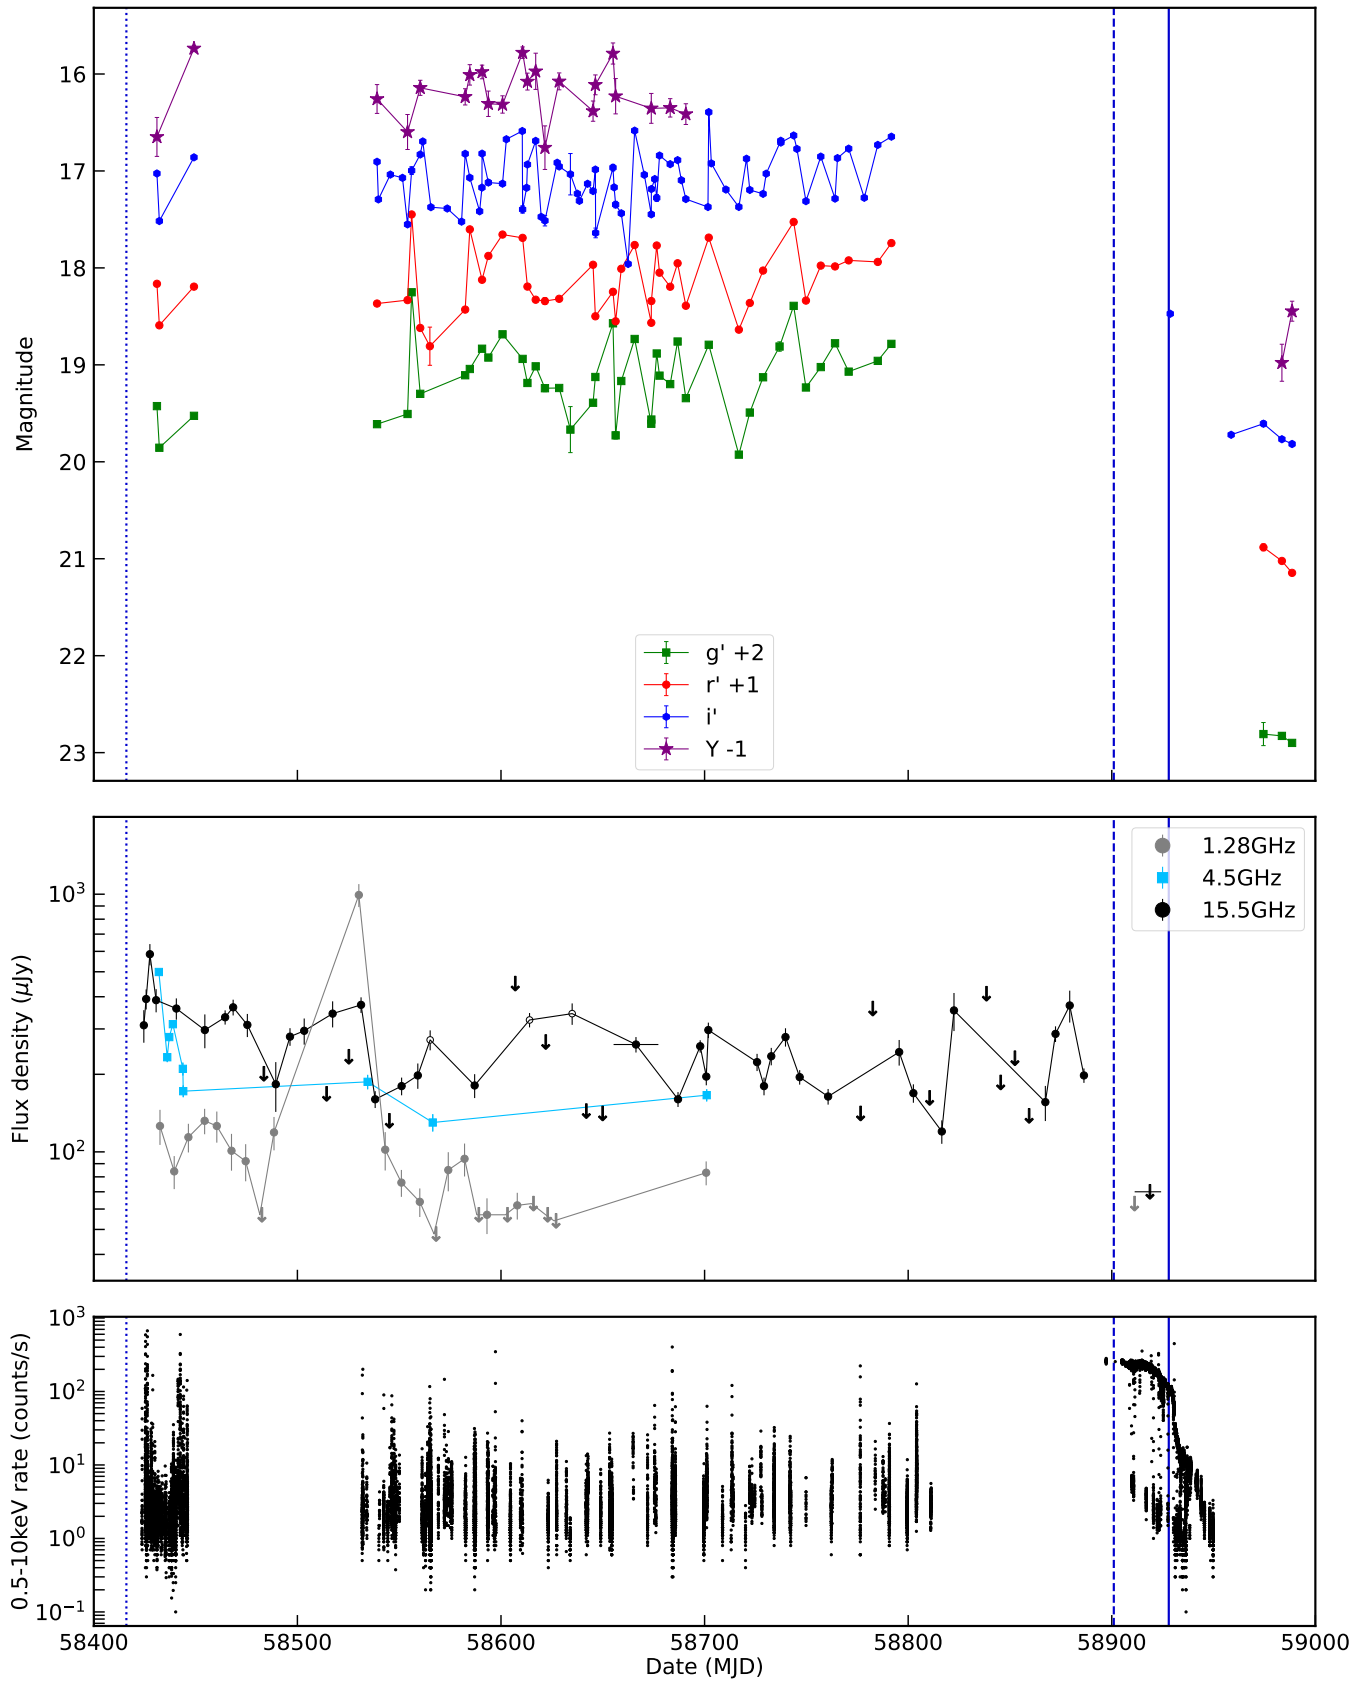 16
17
18
19
20
21
22
23
Magnitude
g' +2
r' +1
i'
Y -1
10³
10²
Flux density (μJy)
1.28GHz
4.5GHz
15.5GHz
10³
10²
10¹
10⁰
10⁻¹
0.5-10keV rate (counts/s)
58400 58500 58600 58700 58800 58900 59000
Date (MJD)